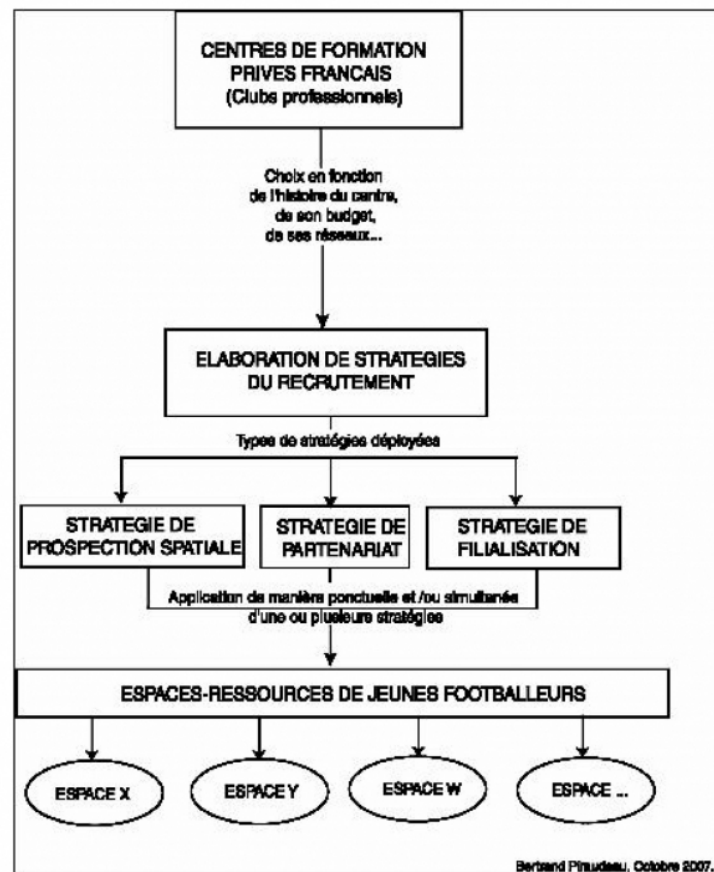 CENTRES DE FORMATION
PRIVES FRANCAIS
(Clubs professionnels)
Choix en fonction
de l'histoire du centre,
de son budget,
de ses réseaux...
ELABORATION DE STRATEGIES
DU RECRUTEMENT
Types de stratégies déployées
STRATEGIE DE
PROSPECTION SPATIALE
STRATEGIE DE
PARTENARIAT
STRATEGIE DE
FILIALISATION
Application de manière ponctuelle et /ou simultanée
d'une ou plusieurs stratégies
ESPACES-RESSOURCES DE JEUNES FOOTBALLEURS
ESPACE X
ESPACE Y
ESPACE W
ESPACE ...
Bertrand Piraudeau, Octobre 2007.